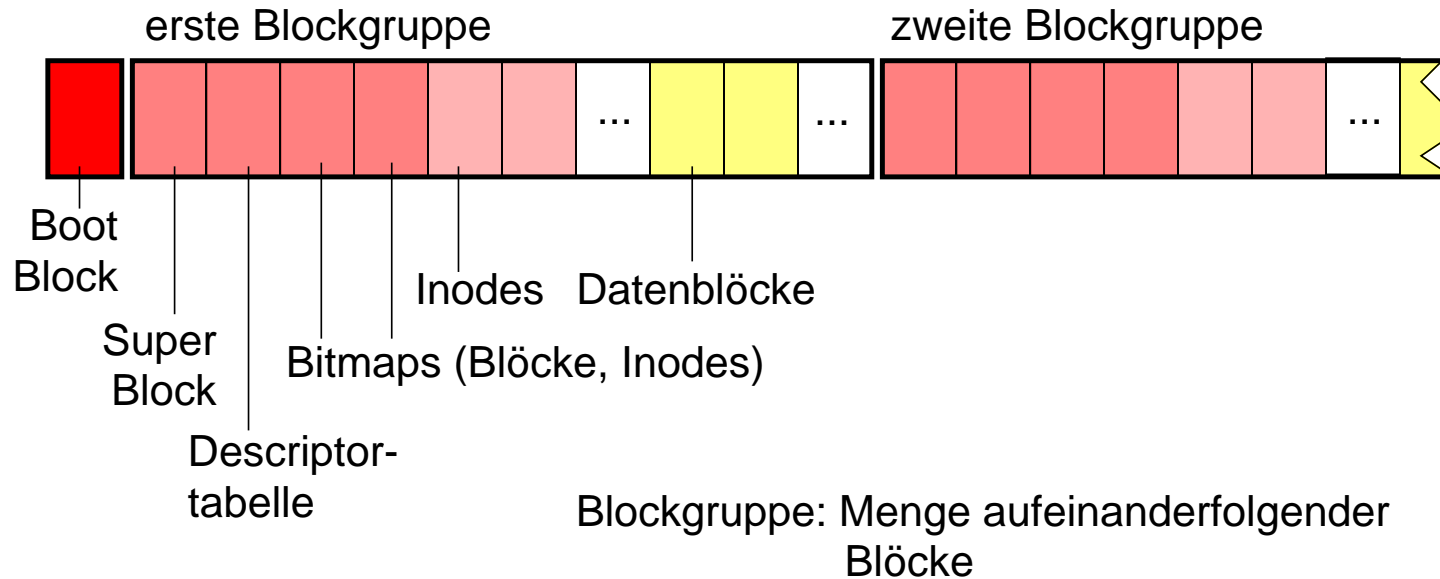 erste Blockgruppe
zweite Blockgruppe
...
...
...
Boot
Block
Inodes
Datenblöcke
Super
Block
Bitmaps (Blöcke, Inodes)
Descriptor-
tabelle
Blockgruppe: Menge aufeinanderfolgender
Blöcke